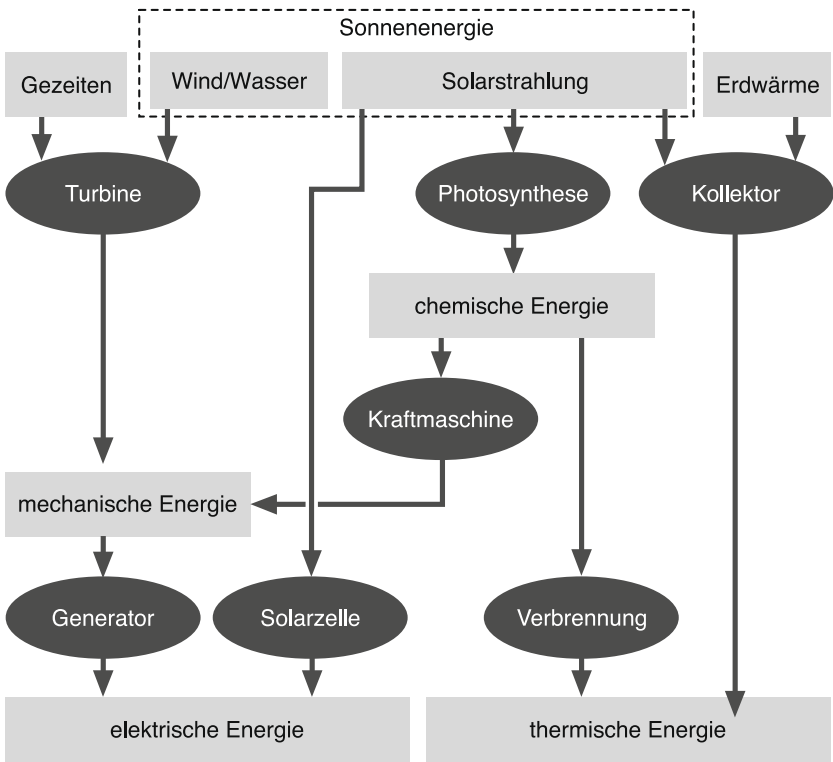 Sonnenenergie
Gezeiten
Wind/Wasser
Solarstrahlung
Erdwärme
Turbine
Photosynthese
Kollektor
chemische Energie
Kraftmaschine
mechanische Energie
Generator
Solarzelle
Verbrennung
elektrische Energie
thermische Energie